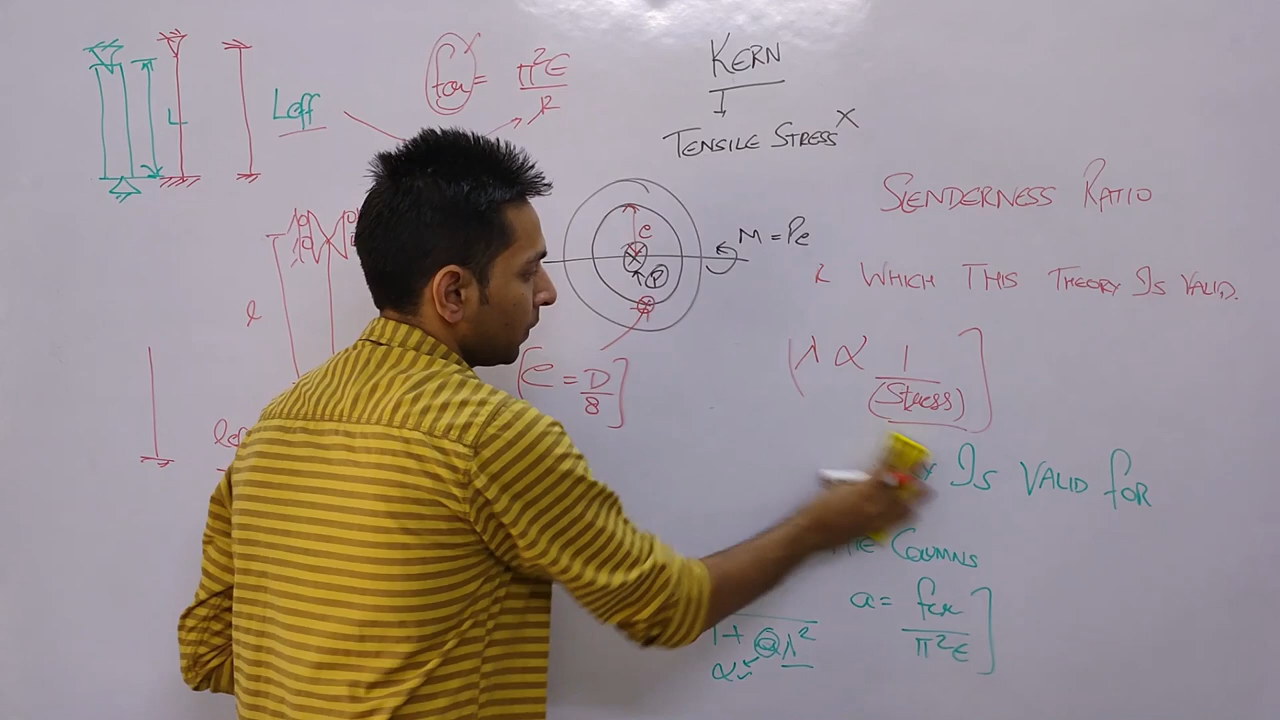 L
Leff
fcr = π²E
λ²
KERN
TENSILE STRESS X
SLENDERNESS RATIO
WHICH THIS THEORY IS VALID.
e
P
M = Pe
l
e = D/8
λ ∝ 1/(Stress)
IS VALID FOR
COLUMNS
a = fcr/π²E
1 + a λ²
α